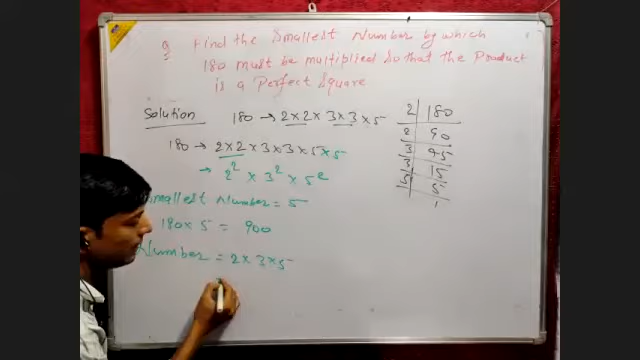 Q Find the Smallest Number by which
180 must be multiplied so that the Product
is a Perfect Square
Solution
180 → 2 × 2 × 3 × 3 × 5
180 → 2 × 2 × 3 × 3 × 5 × 5
→ 2² × 3² × 5²
Smallest Number = 5
180 × 5 = 900
Number = 2 × 3 × 5
2 | 180
2 | 90
3 | 45
3 | 15
5 | 5
1